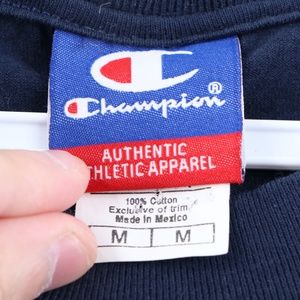 Champion ®
AUTHENTIC
THLETIC APPAREL
100% Cotton
Exclusive of trim
Made in Mexico
M M